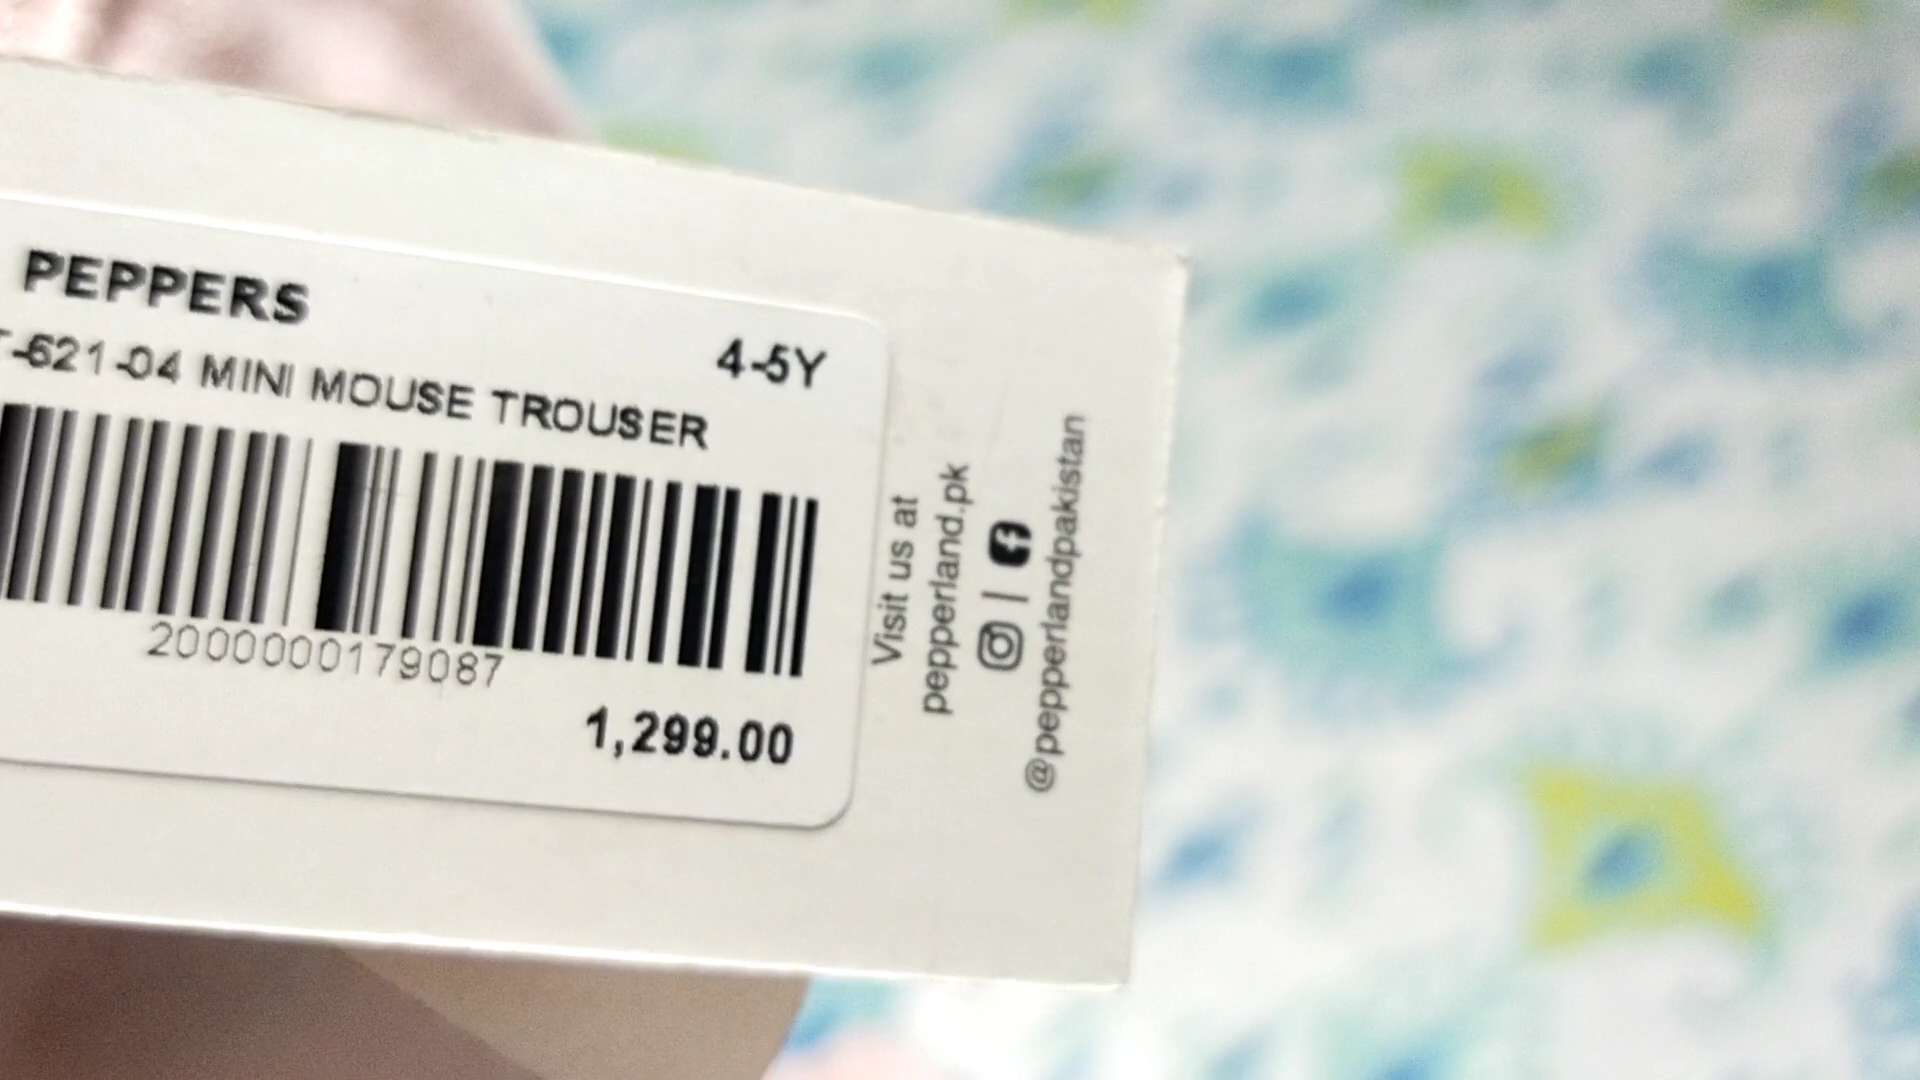 PEPPERS
4-5Y
T-621-04 MINI MOUSE TROUSER
2000000179087
1,299.00
Visit us at
pepperland.pk
|
@pepperlandpakistan